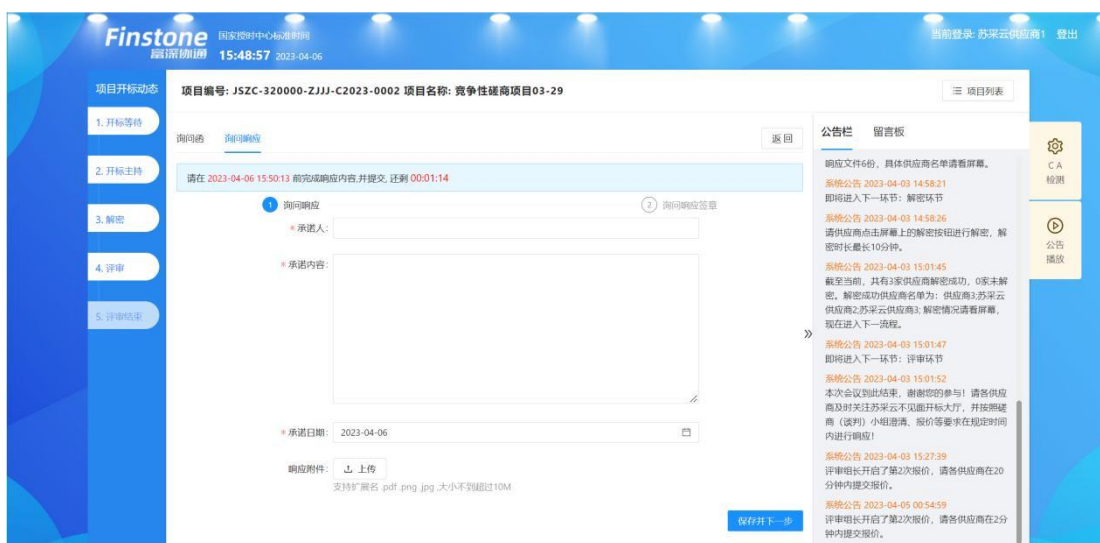 Finstone
富深协通
国家授时中心标准时间
15:48:57 2023-04-06
当前登录: 苏采云供应商1 登出
项目开标动态
1. 开标等待
2. 开标主持
3. 解密
4. 评审
5. 评审结束
项目编号: JSZC-320000-ZJJJ-C2023-0002 项目名称: 竞争性磋商项目03-29
项目列表
询问函 询问响应
返回
请在 2023-04-06 15:50:13 前完成响应内容,并提交, 还剩 00:01:14
1 询问响应
2 询问响应签章
* 承诺人:
* 承诺内容:
* 承诺日期: 2023-04-06
响应附件: 上传
支持扩展名 .pdf .png .jpg ,大小不到超过10M
保存并下一步
公告栏 留言板
响应文件6份，具体供应商名单请看屏幕。
系统公告 2023-04-03 14:58:21
即将进入下一环节：解密环节
系统公告 2023-04-03 14:58:26
请供应商点击屏幕上的解密按钮进行解密，解
密时长最长10分钟。
系统公告 2023-04-03 15:01:45
截至当前，共有3家供应商解密成功，0家未解
密。解密成功供应商名单为：供应商3;苏采云
供应商2;苏采云供应商3; 解密情况请看屏幕，
现在进入下一流程。
系统公告 2023-04-03 15:01:47
即将进入下一环节：评审环节
系统公告 2023-04-03 15:01:52
本次会议到此结束，谢谢您的参与！请各供应
商及时关注苏采云不见面开标大厅，并按照磋
商（谈判）小组澄清、报价等要求在规定时间
内进行响应！
系统公告 2023-04-03 15:27:39
评审组长开启了第2次报价，请各供应商在20
分钟内提交报价。
系统公告 2023-04-05 00:54:59
评审组长开启了第2次报价，请各供应商在2分
钟内提交报价。
CA
检测
公告
播放